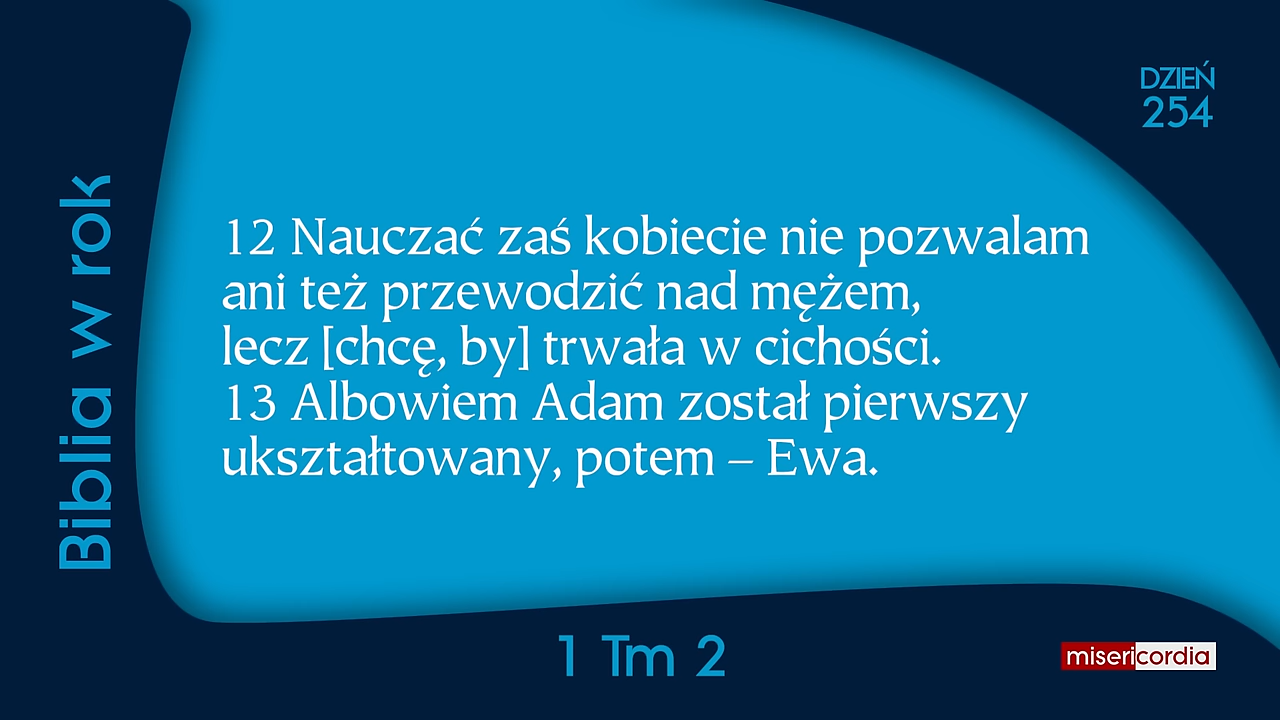 DZIEŃ
254
Biblia w rok
12 Nauczać zaś kobiecie nie pozwalam
ani też przewodzić nad mężem,
lecz [chcę, by] trwała w cichości.
13 Albowiem Adam został pierwszy
ukształtowany, potem – Ewa.
1 Tm 2
misericordia